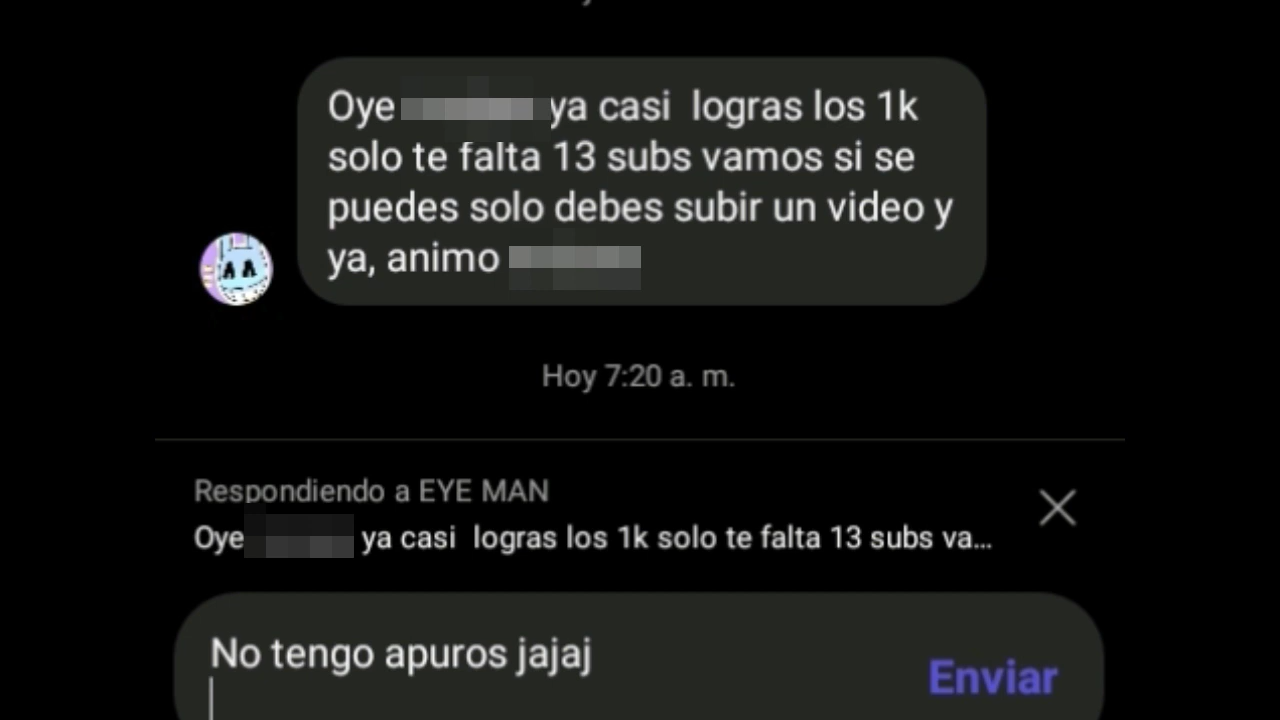 Oye ya casi logras los 1k
solo te falta 13 subs vamos si se
puedes solo debes subir un video y
ya, animo
Hoy 7:20 a. m.
Respondiendo a EYE MAN
Oye ya casi logras los 1k solo te falta 13 subs va...
No tengo apuros jajaj
Enviar